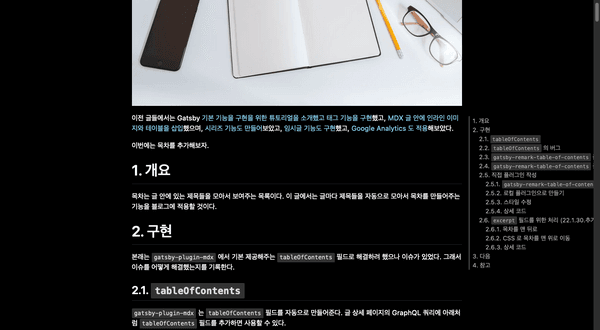 이전 글들에서는 Gatsby 기본 기능을 구현을 위한 튜토리얼을 소개했고 태그 기능을 구현했고, MDX 글 안에 인라인 이미
지와 테이블을 삽입했으며, 시리즈 기능도 만들어보았고, 임시글 기능도 구현했고, Google Analytics 도 적용해보았다.
이번에는 목차를 추가해보자.
1. 개요
목차는 글 안에 있는 제목들을 모아서 보여주는 목록이다. 이 글에서는 글마다 제목들을 자동으로 모아서 목차를 만들어주는
기능을 블로그에 적용할 것이다.
2. 구현
본래는 gatsby-plugin-mdx 에서 기본 제공해주는 tableOfContents 필드로 해결하려 했으나 이슈가 있었다. 그래서
이슈를 어떻게 해결했는지를 기록한다.
2.1. tableOfContents
gatsby-plugin-mdx 는 tableOfContents 필드를 자동으로 만들어준다. 글 상세 페이지의 GraphQL 쿼리에 아래처
럼 tableOfContents 필드를 추가하면 사용할 수 있다.
1. 개요
2. 구현
2.1. tableOfContents
2.2. tableOfContents 의 버그
2.3. gatsby-remark-table-of-contents
2.4. gatsby-remark-table-of-contents
2.5. 직접 플러그인 작성
2.5.1. gatsby-remark-table-of-conten
2.5.2. 로컬 플러그인으로 만들기
2.5.3. 스타일 수정
2.5.4. 상세 코드
2.6. excerpt 필드를 위한 처리 (22.1.30.추가
2.6.1. 목차를 맨 뒤로
2.6.2. CSS 로 목차를 맨 위로 이동
2.6.3. 상세 코드
3. 다음
4. 참고